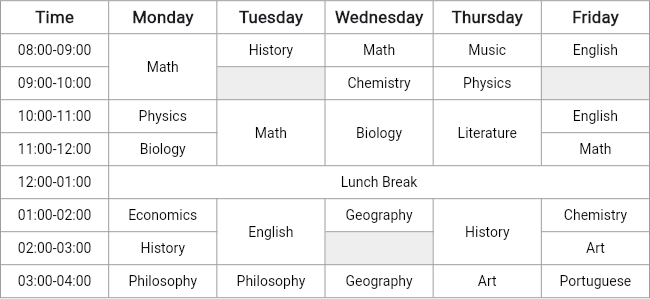 Time Monday Tuesday Wednesday Thursday Friday
08:00-09:00 Math History Math Music English
09:00-10:00 Chemistry Physics
10:00-11:00 Physics Math Biology Literature English
11:00-12:00 Biology Math
12:00-01:00 Lunch Break
01:00-02:00 Economics English Geography History Chemistry
02:00-03:00 History Art
03:00-04:00 Philosophy Philosophy Geography Art Portuguese